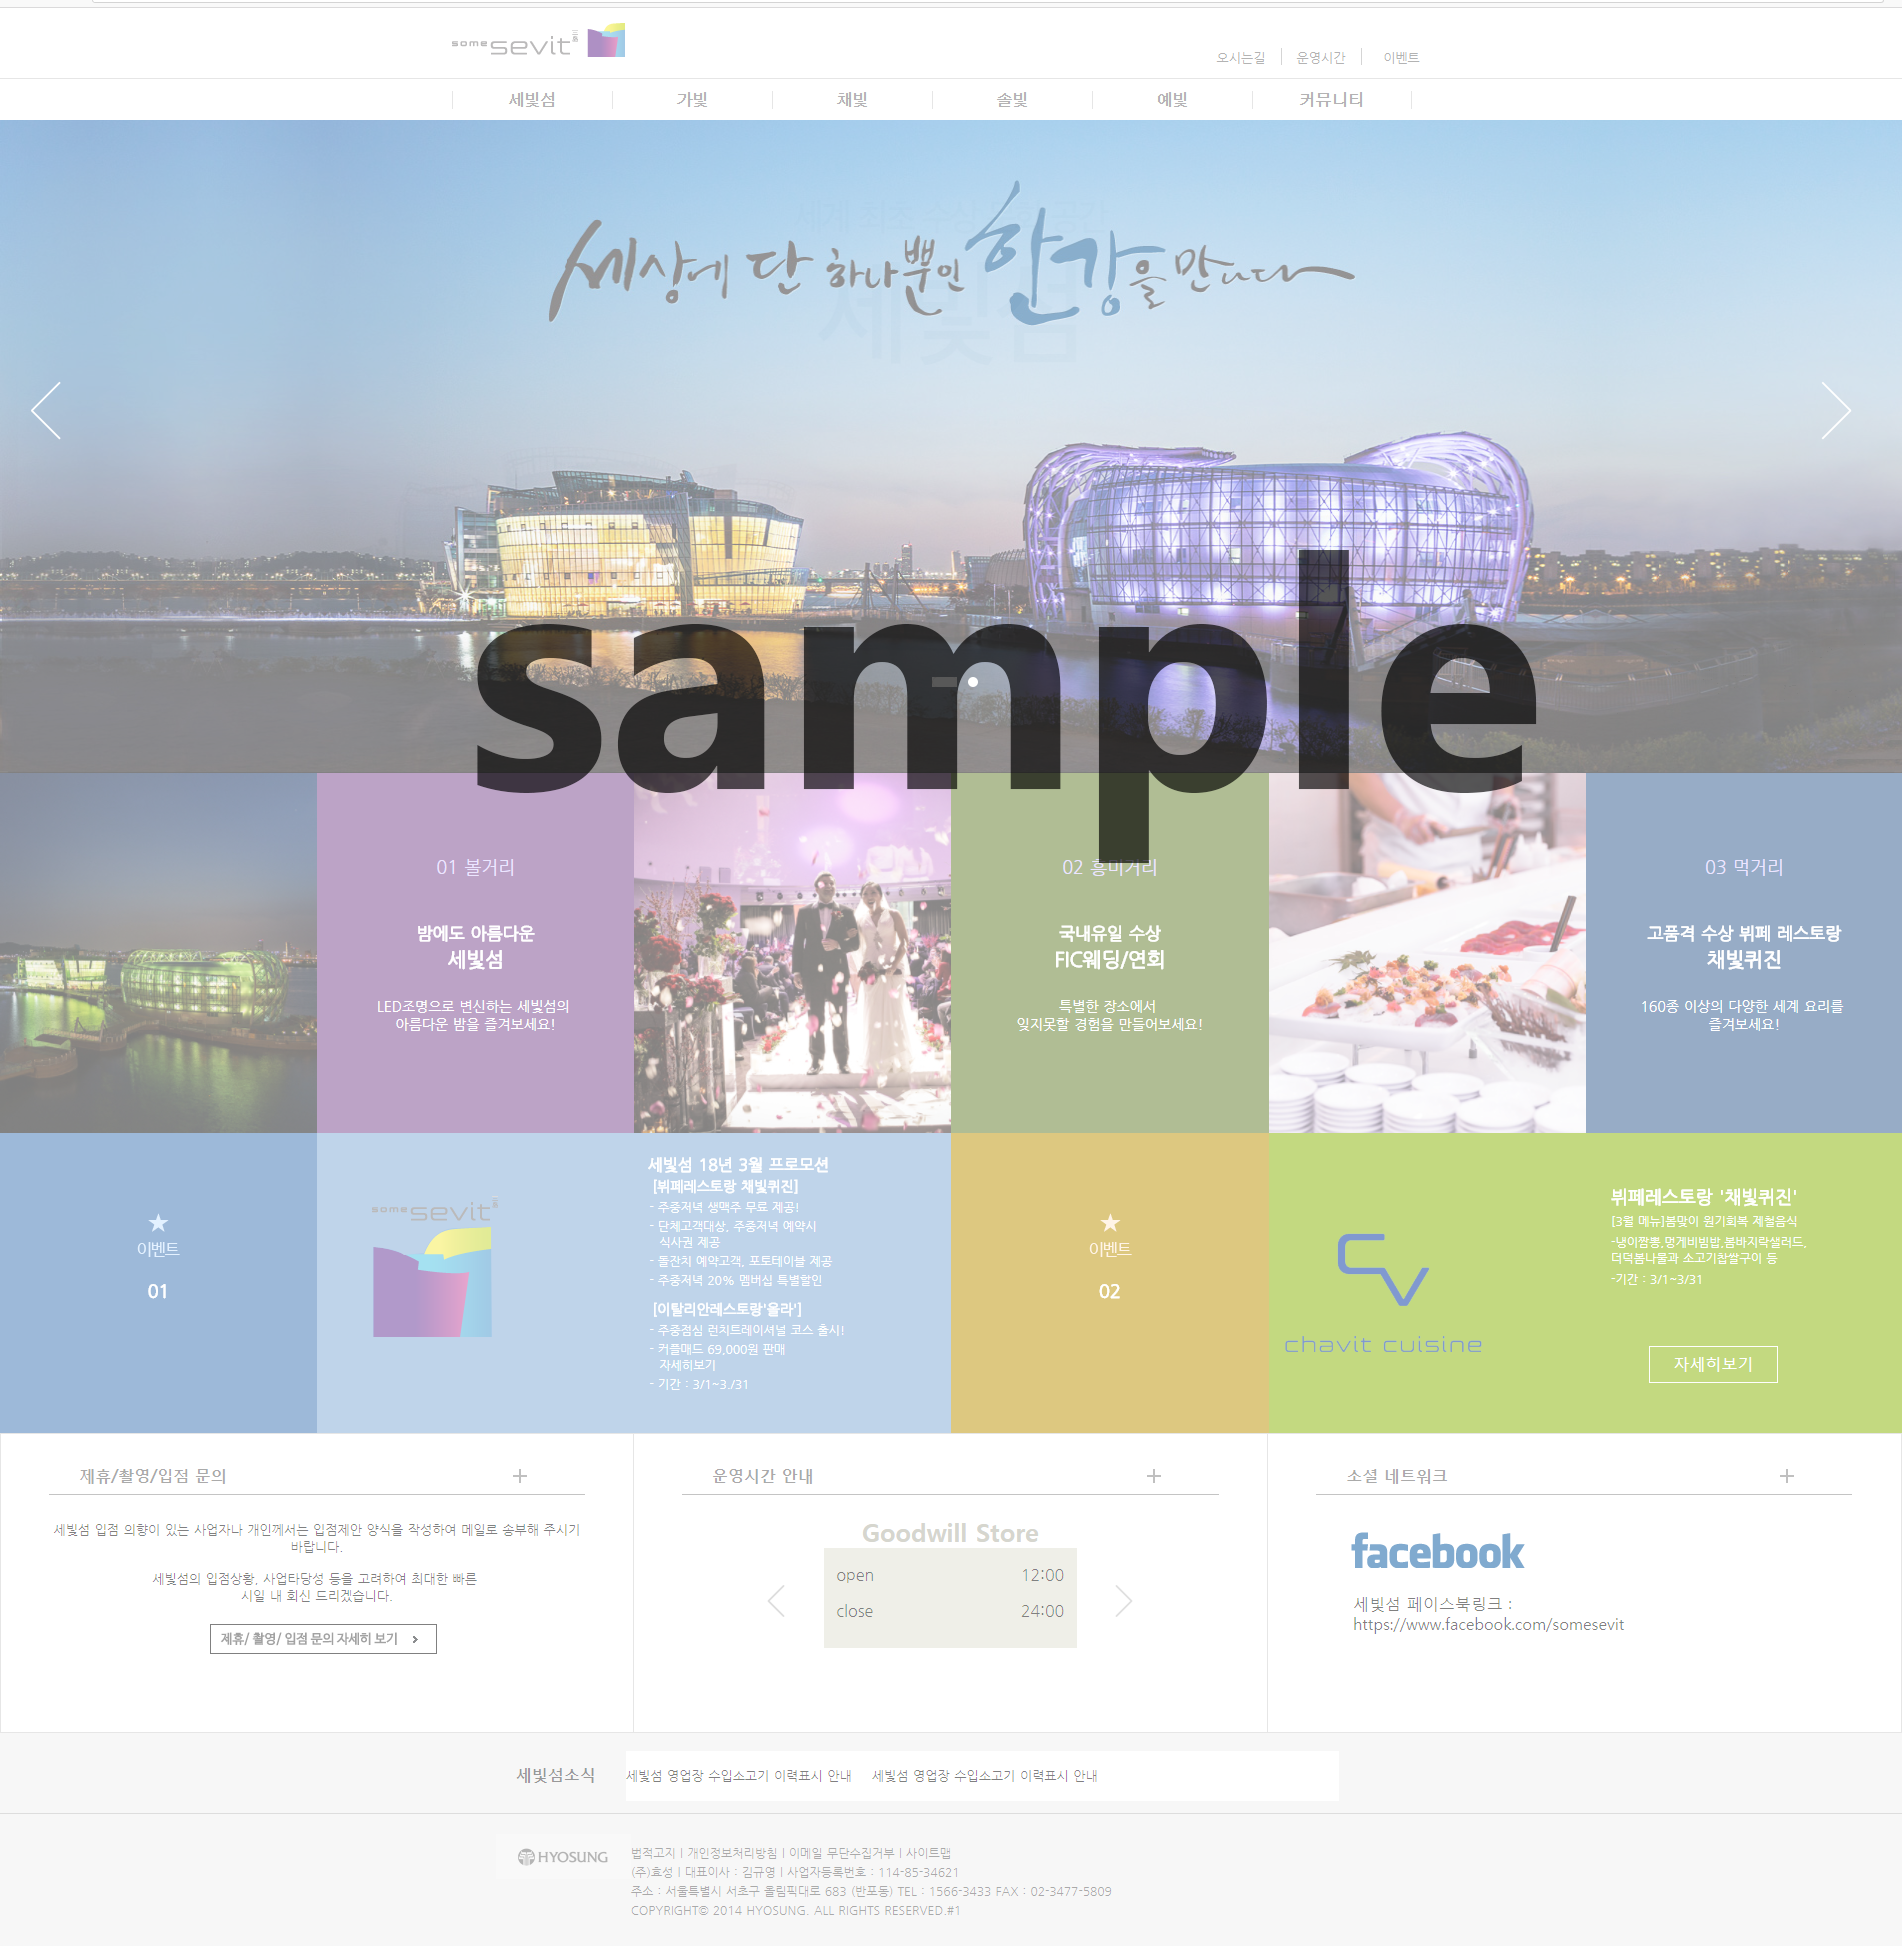 some sevit 三島
오시는길 운영시간 이벤트
세빛섬 가빛 채빛 솔빛 예빛 커뮤니티
세상에 단 하나뿐인 한강을 만나다
세빛섬
sample
01 볼거리
밤에도 아름다운
세빛섬
LED조명으로 변신하는 세빛섬의
아름다운 밤을 즐겨보세요!
02 흥미거리
국내유일 수상
FIC웨딩/연회
특별한 장소에서
잊지못할 경험을 만들어보세요!
03 먹거리
고품격 수상 뷔페 레스토랑
채빛퀴진
160종 이상의 다양한 세계 요리를
즐겨보세요!
★
이벤트
01
some sevit
세빛섬 18년 3월 프로모션
[뷔페레스토랑 채빛퀴진]
- 주중저녁 생맥주 무료 제공!
- 단체고객대상, 주중저녁 예약시
식사권 제공
- 돌잔치 예약고객, 포토테이블 제공
- 주중저녁 20% 멤버십 특별할인
[이탈리안레스토랑'올라']
- 주중점심 런치트레이셔널 코스 출시!
- 커플매드 69,000원 판매
자세히보기
- 기간 : 3/1~3./31
★
이벤트
02
chavit cuisine
뷔페레스토랑 '채빛퀴진'
[3월 메뉴]봄맞이 원기회복 제철음식
-냉이짬뽕,멍게비빔밥,봄바지락샐러드,
더덕봄나물과 소고기찹쌀구이 등
-기간 : 3/1~3/31
자세히보기
제휴/촬영/입점 문의 +
세빛섬 입점 의향이 있는 사업자나 개인께서는 입점제안 양식을 작성하여 메일로 송부해 주시기
바랍니다.
세빛섬의 입점상황, 사업타당성 등을 고려하여 최대한 빠른
시일 내 회신 드리겠습니다.
제휴/ 촬영/ 입점 문의 자세히 보기 >
운영시간 안내 +
Goodwill Store
open 12:00
close 24:00
소셜 네트워크 +
facebook
세빛섬 페이스북링크 :
https://www.facebook.com/somesevit
세빛섬소식 세빛섬 영업장 수입소고기 이력표시 안내 세빛섬 영업장 수입소고기 이력표시 안내
HYOSUNG
법적고지 | 개인정보처리방침 | 이메일 무단수집거부 | 사이트맵
(주)효성 | 대표이사 : 김규영 | 사업자등록번호 : 114-85-34621
주소 : 서울특별시 서초구 올림픽대로 683 (반포동) TEL : 1566-3433 FAX : 02-3477-5809
COPYRIGHT© 2014 HYOSUNG. ALL RIGHTS RESERVED.#1